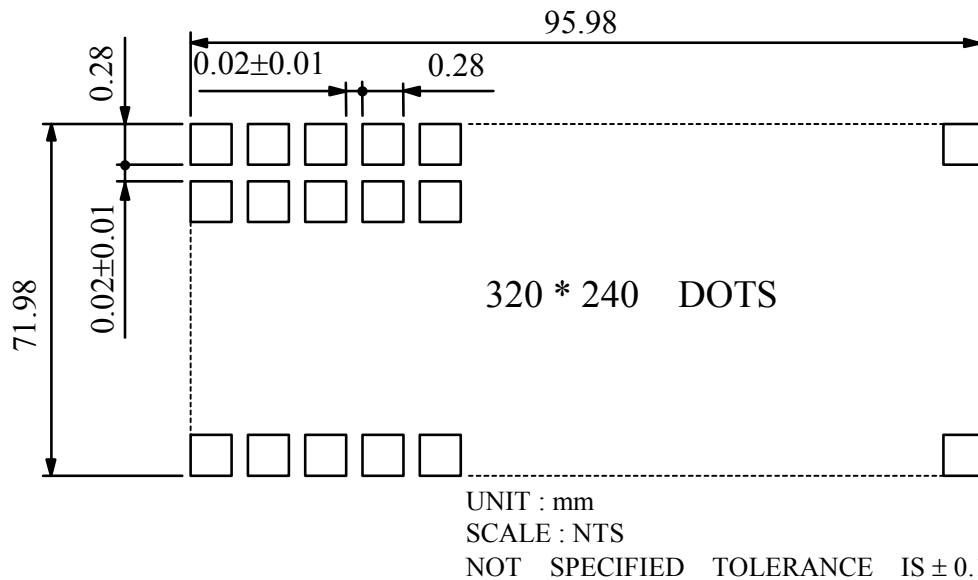 95.98
0.02±0.01
0.28
0.28
0.02±0.01
71.98
320 * 240 DOTS
UNIT : mm
SCALE : NTS
NOT SPECIFIED TOLERANCE IS ± 0.